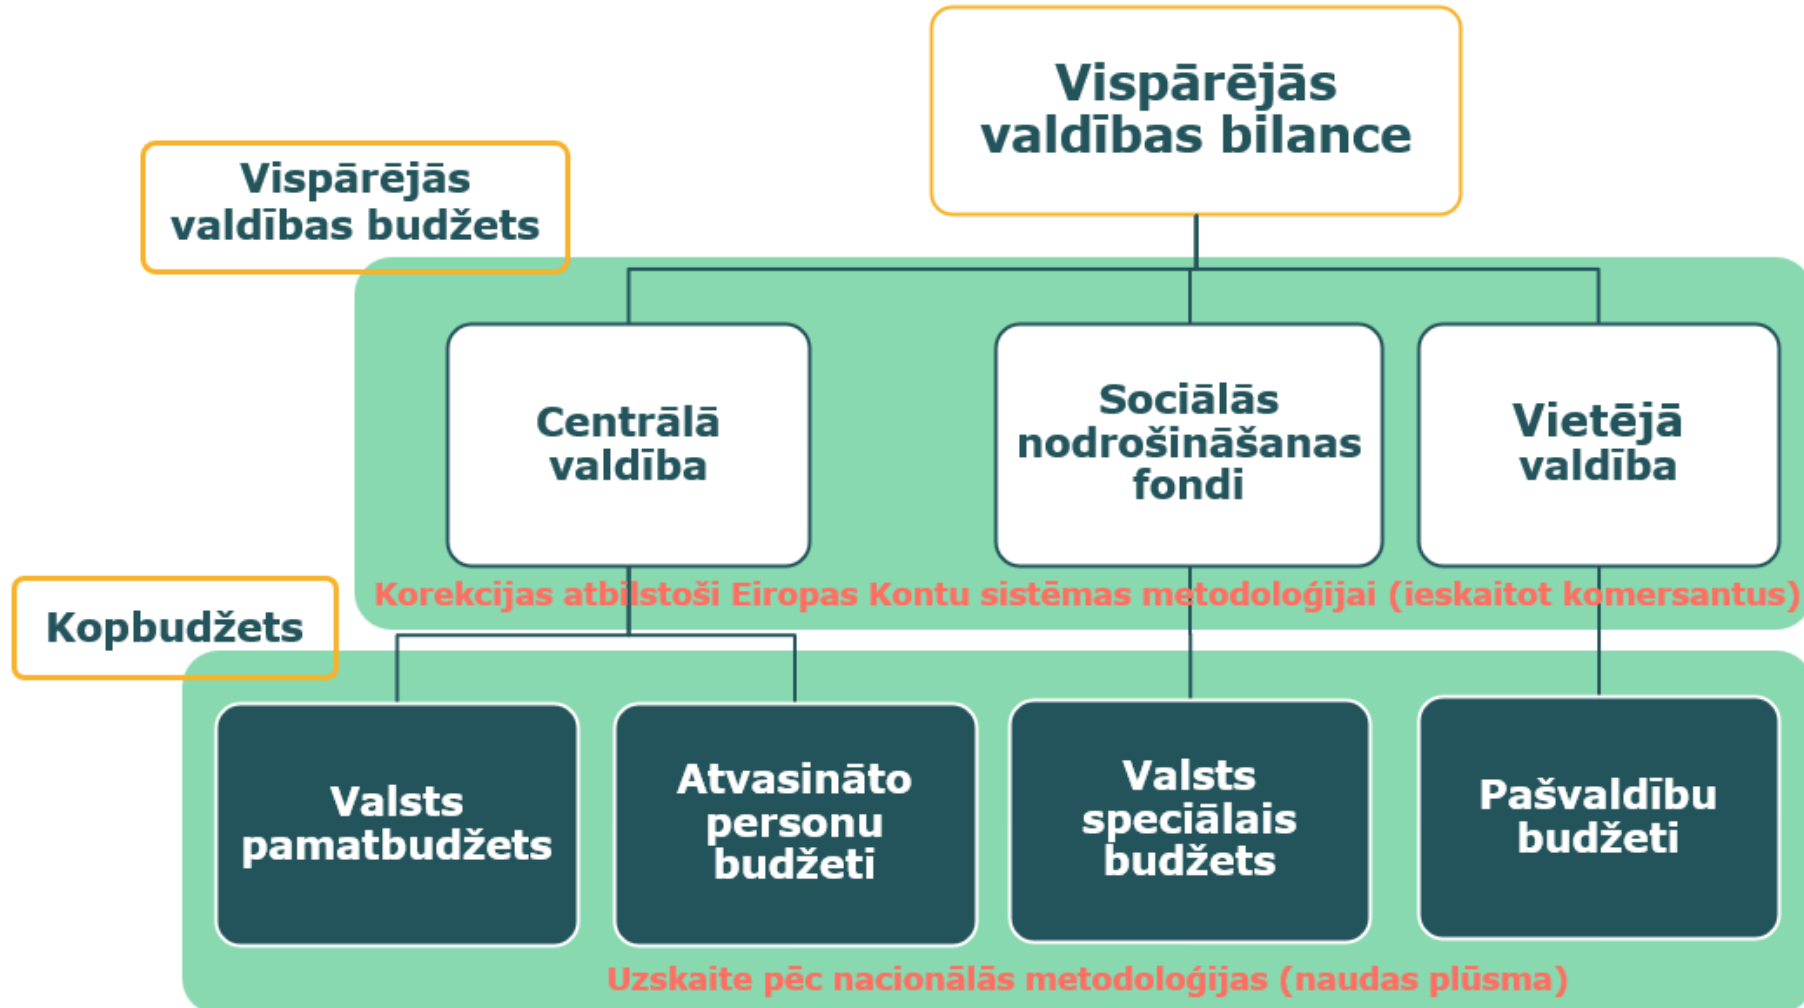 Vispārējās
valdības bilance
Vispārējās
valdības budžets
Centrālā
valdība
Sociālās
nodrošināšanas
fondi
Vietējā
valdība
Korekcijas atbilstoši Eiropas Kontu sistēmas metodoloģijai (ieskaitot komersantus)
Kopbudžets
Valsts
pamatbudžets
Atvasināto
personu
budžeti
Valsts
speciālais
budžets
Pašvaldību
budžeti
Uzskaite pēc nacionālās metodoloģijas (naudas plūsma)